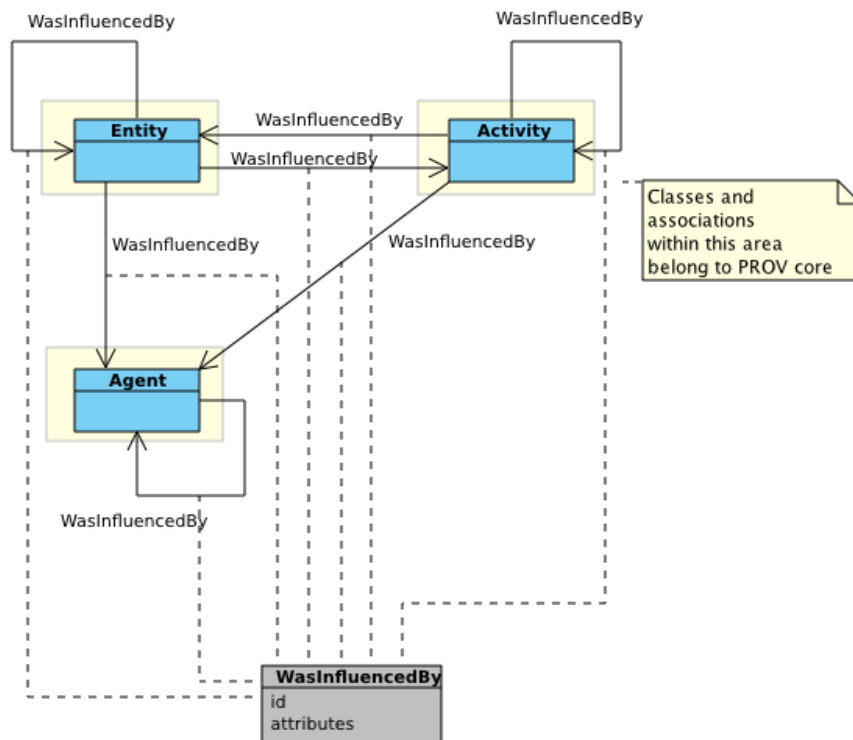 WasInfluencedBy
WasInfluencedBy
Entity
WasInfluencedBy
Activity
WasInfluencedBy
Classes and
associations
within this area
belong to PROV core
WasInfluencedBy
WasInfluencedBy
Agent
WasInfluencedBy
WasInfluencedBy
id
attributes